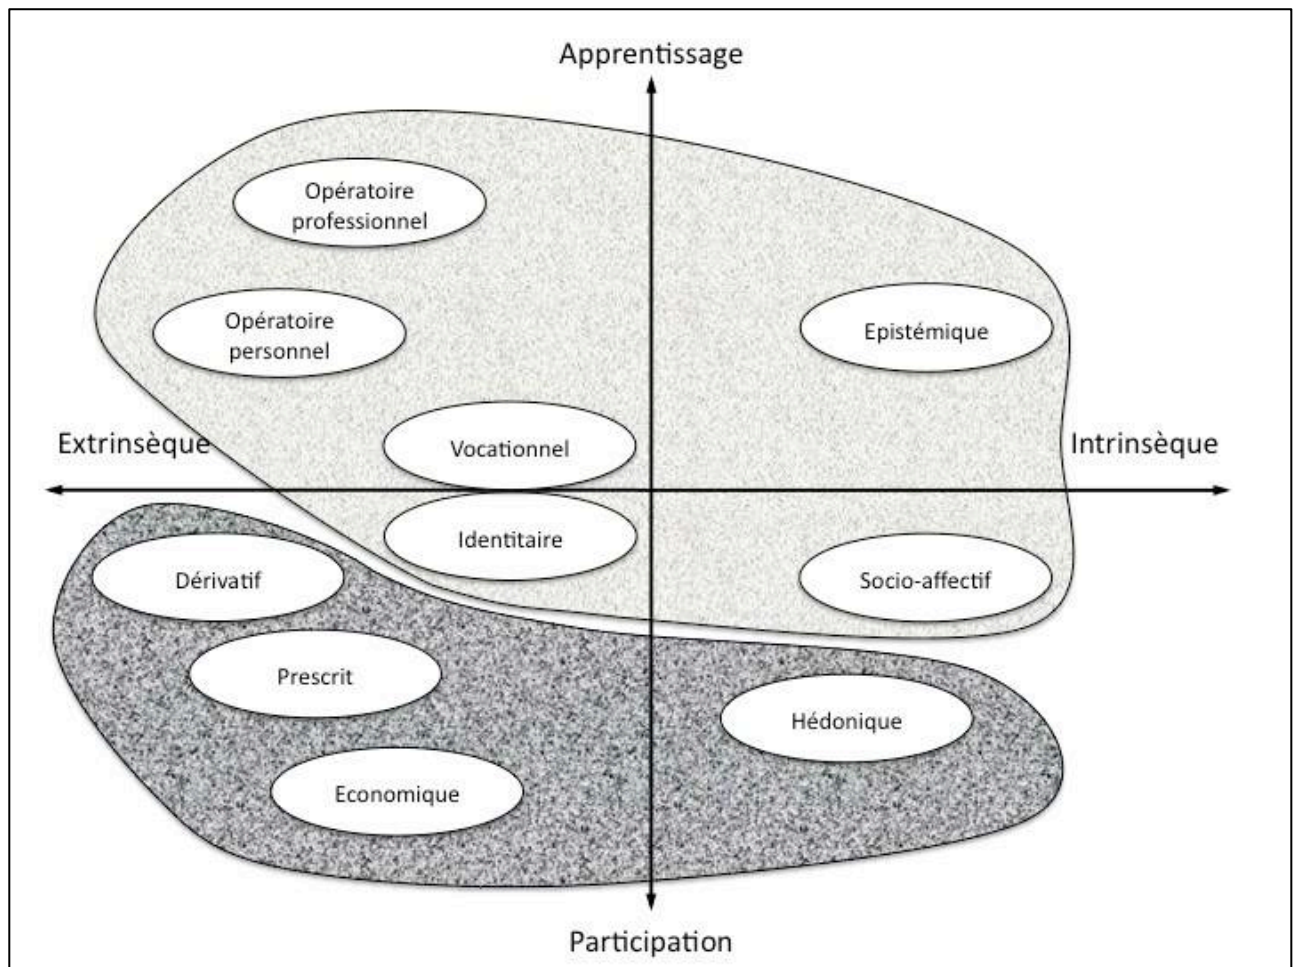 Apprentissage
Opératoire
professionnel
Opératoire
personnel
Epistémique
Vocationnel
Extrinsèque
Intrinsèque
Identitaire
Dérivatif
Socio-affectif
Prescrit
Hédonique
Economique
Participation